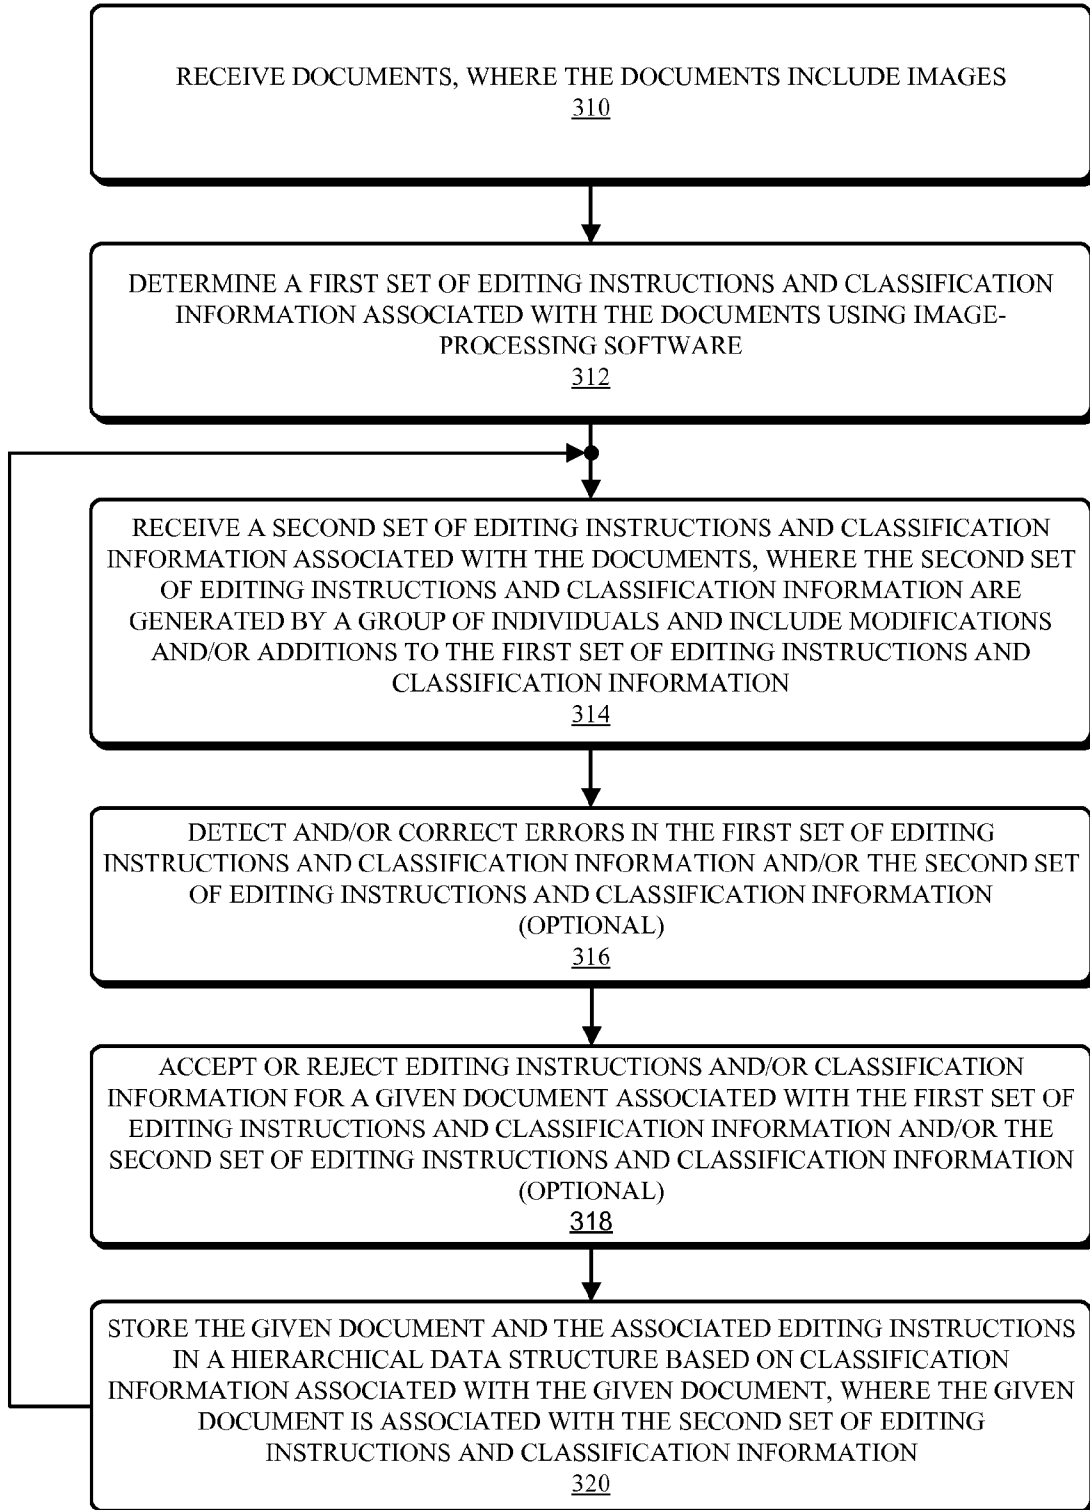 RECEIVE DOCUMENTS, WHERE THE DOCUMENTS INCLUDE IMAGES
310
DETERMINE A FIRST SET OF EDITING INSTRUCTIONS AND CLASSIFICATION
INFORMATION ASSOCIATED WITH THE DOCUMENTS USING IMAGE-
PROCESSING SOFTWARE
312
RECEIVE A SECOND SET OF EDITING INSTRUCTIONS AND CLASSIFICATION
INFORMATION ASSOCIATED WITH THE DOCUMENTS, WHERE THE SECOND SET
OF EDITING INSTRUCTIONS AND CLASSIFICATION INFORMATION ARE
GENERATED BY A GROUP OF INDIVIDUALS AND INCLUDE MODIFICATIONS
AND/OR ADDITIONS TO THE FIRST SET OF EDITING INSTRUCTIONS AND
CLASSIFICATION INFORMATION
314
DETECT AND/OR CORRECT ERRORS IN THE FIRST SET OF EDITING
INSTRUCTIONS AND CLASSIFICATION INFORMATION AND/OR THE SECOND SET
OF EDITING INSTRUCTIONS AND CLASSIFICATION INFORMATION
(OPTIONAL)
316
ACCEPT OR REJECT EDITING INSTRUCTIONS AND/OR CLASSIFICATION
INFORMATION FOR A GIVEN DOCUMENT ASSOCIATED WITH THE FIRST SET OF
EDITING INSTRUCTIONS AND CLASSIFICATION INFORMATION AND/OR THE
SECOND SET OF EDITING INSTRUCTIONS AND CLASSIFICATION INFORMATION
(OPTIONAL)
318
STORE THE GIVEN DOCUMENT AND THE ASSOCIATED EDITING INSTRUCTIONS
IN A HIERARCHICAL DATA STRUCTURE BASED ON CLASSIFICATION
INFORMATION ASSOCIATED WITH THE GIVEN DOCUMENT, WHERE THE GIVEN
DOCUMENT IS ASSOCIATED WITH THE SECOND SET OF EDITING
INSTRUCTIONS AND CLASSIFICATION INFORMATION
320